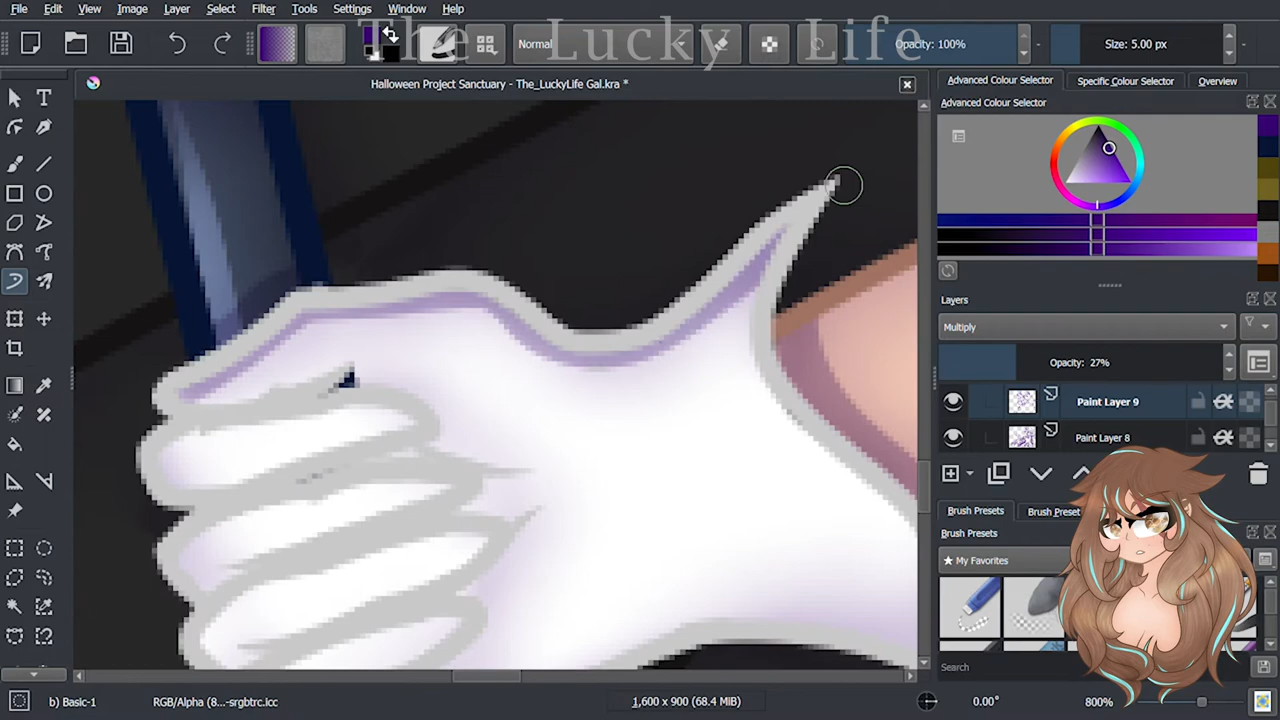 File Edit View Image Layer Select Filter Tools Settings Window Help
The Lucky Life
Normal
Opacity: 100%
Size: 5.00 px
Halloween Project Sanctuary - The_LuckyLife Gal.kra *
Advanced Colour Selector
Specific Colour Selector
Overview
Advanced Colour Selector
Layers
Multiply
Opacity: 27%
Paint Layer 9
Paint Layer 8
Brush Presets
Brush Preset
Brush Presets
★ My Favorites
Search
b) Basic-1
RGB/Alpha (8...-srgbtrc.icc
1,600 x 900 (68.4 MiB)
0.00°
800%